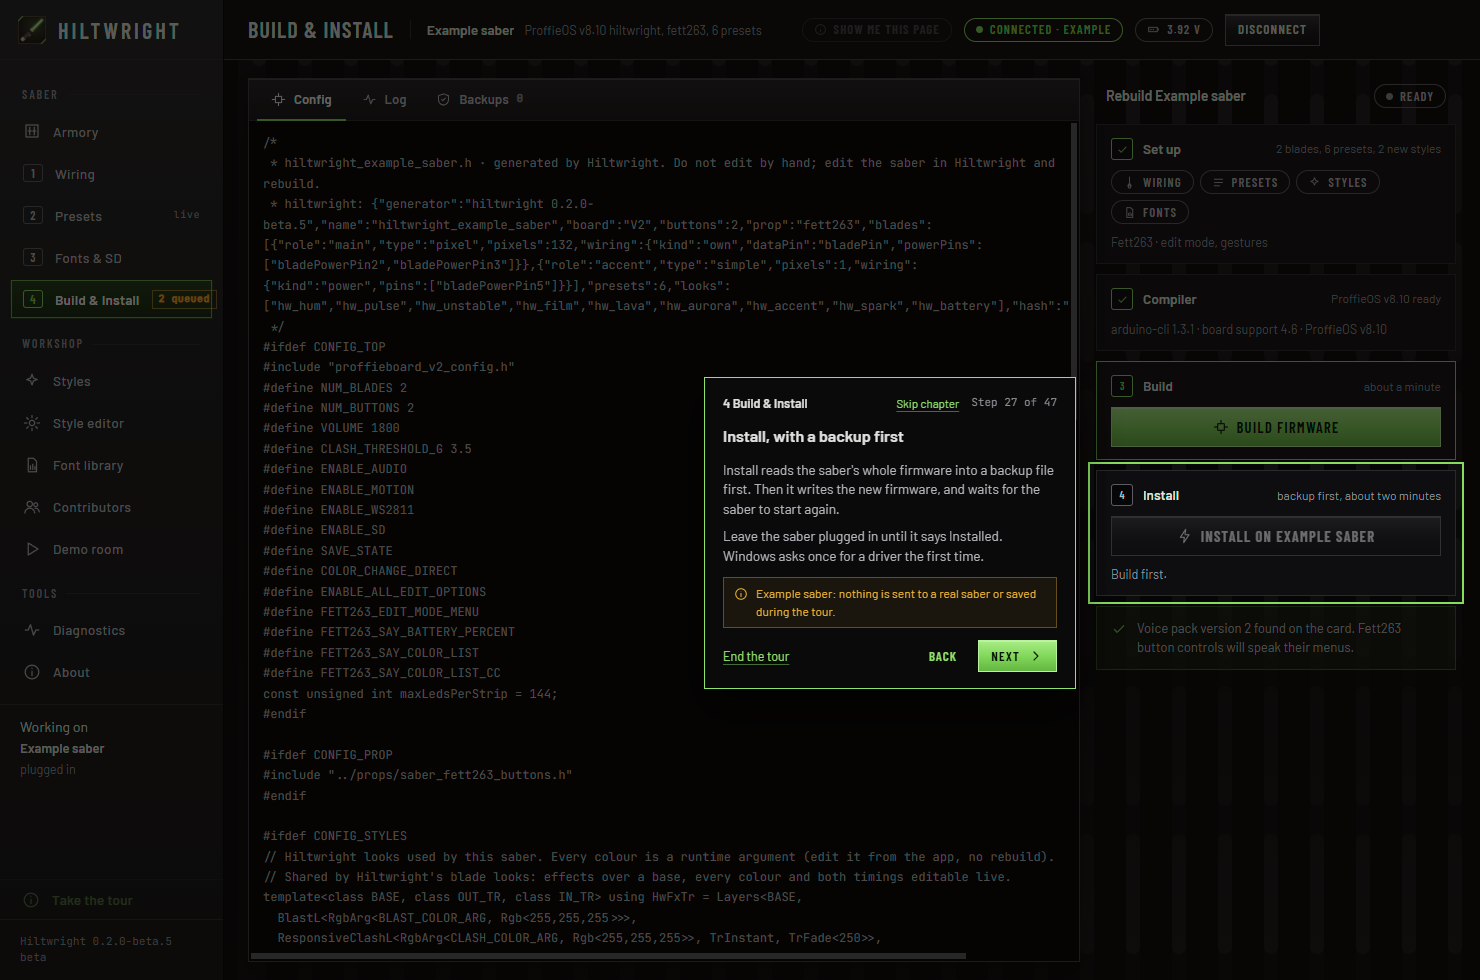 HILTWRIGHT
SABER
Armory
1 Wiring
2 Presets live
3 Fonts & SD
4 Build & Install 2 queued
WORKSHOP
Styles
Style editor
Font library
Contributors
Demo room
TOOLS
Diagnostics
About
Working on
Example saber
plugged in
Take the tour
Hiltwright 0.2.0-beta.5
beta
BUILD & INSTALL
Example saber ProffieOS v8.10 hiltwright, fett263, 6 presets
SHOW ME THIS PAGE
CONNECTED · EXAMPLE
3.92 V
DISCONNECT
Config Log Backups 0
/*
* hiltwright_example_saber.h - generated by Hiltwright. Do not edit by hand; edit the saber in Hiltwright and
rebuild.
* hiltwright: {"generator":"hiltwright 0.2.0-
beta.5","name":"hiltwright_example_saber","board":"V2","buttons":2,"prop":"fett263","blades":
[{"role":"main","type":"pixel","pixels":132,"wiring":{"kind":"own","dataPin":"bladePin","powerPins":
["bladePowerPin2","bladePowerPin3"]}},{"role":"accent","type":"simple","pixels":1,"wiring":
{"kind":"power","pins":["bladePowerPin5"]}}],"presets":6,"looks":
["hw_hum","hw_pulse","hw_unstable","hw_film","hw_lava","hw_aurora","hw_accent","hw_spark","hw_battery"],"hash":"
*/
#ifdef CONFIG_TOP
#include "proffieboard_v2_config.h"
#define NUM_BLADES 2
#define NUM_BUTTONS 2
#define VOLUME 1800
#define CLASH_THRESHOLD_G 3.5
#define ENABLE_AUDIO
#define ENABLE_MOTION
#define ENABLE_WS2811
#define ENABLE_SD
#define SAVE_STATE
#define COLOR_CHANGE_DIRECT
#define ENABLE_ALL_EDIT_OPTIONS
#define FETT263_EDIT_MODE_MENU
#define FETT263_SAY_BATTERY_PERCENT
#define FETT263_SAY_COLOR_LIST
#define FETT263_SAY_COLOR_LIST_CC
const unsigned int maxLedsPerStrip = 144;
#endif
#ifdef CONFIG_PROP
#include "../props/saber_fett263_buttons.h"
#endif
#ifdef CONFIG_STYLES
// Hiltwright looks used by this saber. Every colour is a runtime argument (edit it from the app, no rebuild).
// Shared by Hiltwright's blade looks: effects over a base, every colour and both timings editable live.
template<class BASE, class OUT_TR, class IN_TR> using HwFxTr = Layers<BASE,
BlastL<RgbArg<BLAST_COLOR_ARG, Rgb<255,255,255>>>,
ResponsiveClashL<RgbArg<CLASH_COLOR_ARG, Rgb<255,255,255>>, TrInstant, TrFade<250>>,
4 Build & Install Skip chapter Step 27 of 47
Install, with a backup first
Install reads the saber's whole firmware into a backup file
first. Then it writes the new firmware, and waits for the
saber to start again.
Leave the saber plugged in until it says Installed.
Windows asks once for a driver the first time.
Example saber: nothing is sent to a real saber or saved
during the tour.
End the tour BACK NEXT
Rebuild Example saber READY
Set up 2 blades, 6 presets, 2 new styles
WIRING PRESETS STYLES
FONTS
Fett263 · edit mode, gestures
Compiler ProffieOS v8.10 ready
arduino-cli 1.3.1 · board support 4.6 · ProffieOS v8.10
3 Build about a minute
BUILD FIRMWARE
4 Install backup first, about two minutes
INSTALL ON EXAMPLE SABER
Build first.
Voice pack version 2 found on the card. Fett263
button controls will speak their menus.